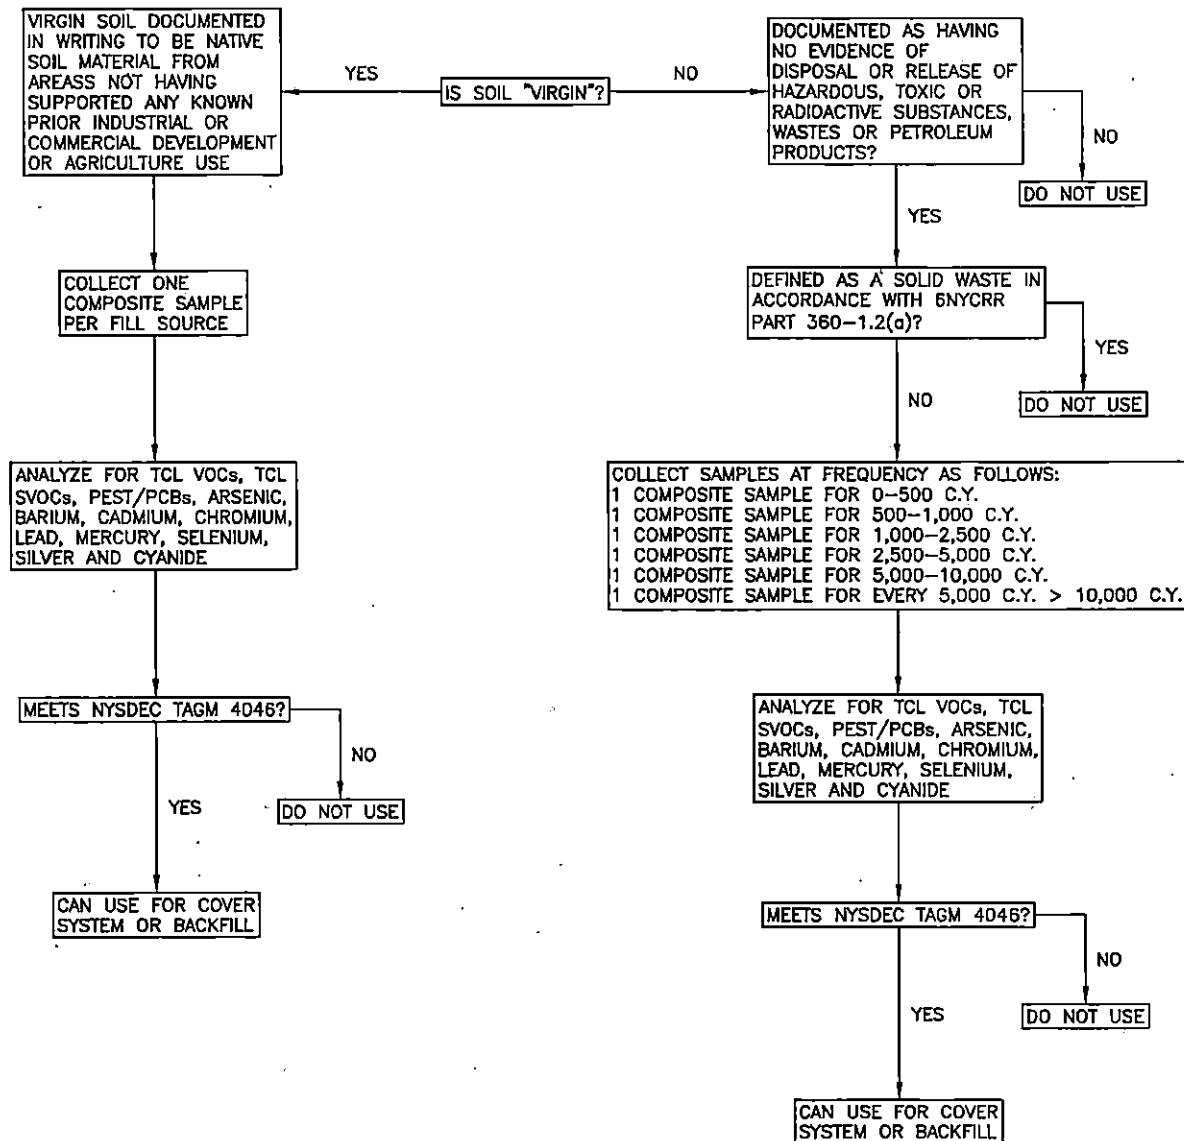 VIRGIN SOIL DOCUMENTED
IN WRITING TO BE NATIVE
SOIL MATERIAL FROM
AREASS NOT HAVING
SUPPORTED ANY KNOWN
PRIOR INDUSTRIAL OR
COMMERCIAL DEVELOPMENT
OR AGRICULTURE USE
YES
IS SOIL "VIRGIN"?
NO
DOCUMENTED AS HAVING
NO EVIDENCE OF
DISPOSAL OR RELEASE OF
HAZARDOUS, TOXIC OR
RADIOACTIVE SUBSTANCES,
WASTES OR PETROLEUM
PRODUCTS?
NO
DO NOT USE
YES
COLLECT ONE
COMPOSITE SAMPLE
PER FILL SOURCE
DEFINED AS A SOLID WASTE IN
ACCORDANCE WITH 6NYCRR
PART 360-1.2(a)?
YES
DO NOT USE
NO
ANALYZE FOR TCL VOCs, TCL
SVOCs, PEST/PCBs, ARSENIC,
BARIUM, CADMIUM, CHROMIUM,
LEAD, MERCURY, SELENIUM,
SILVER AND CYANIDE
COLLECT SAMPLES AT FREQUENCY AS FOLLOWS:
1 COMPOSITE SAMPLE FOR 0-500 C.Y.
1 COMPOSITE SAMPLE FOR 500-1,000 C.Y.
1 COMPOSITE SAMPLE FOR 1,000-2,500 C.Y.
1 COMPOSITE SAMPLE FOR 2,500-5,000 C.Y.
1 COMPOSITE SAMPLE FOR 5,000-10,000 C.Y.
1 COMPOSITE SAMPLE FOR EVERY 5,000 C.Y. > 10,000 C.Y.
MEETS NYSDEC TAGM 4046?
NO
DO NOT USE
YES
CAN USE FOR COVER
SYSTEM OR BACKFILL
ANALYZE FOR TCL VOCs, TCL
SVOCs, PEST/PCBs, ARSENIC,
BARIUM, CADMIUM, CHROMIUM,
LEAD, MERCURY, SELENIUM,
SILVER AND CYANIDE
MEETS NYSDEC TAGM 4046?
NO
DO NOT USE
YES
CAN USE FOR COVER
SYSTEM OR BACKFILL